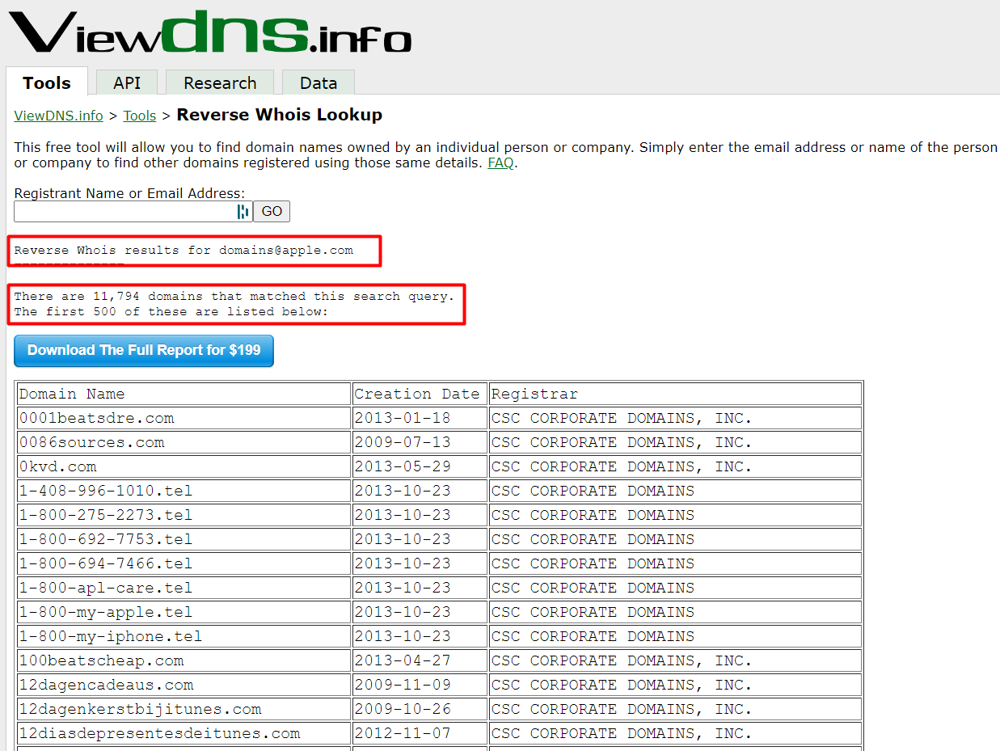 Viewdns.info
Tools API Research Data
ViewDNS.info > Tools > Reverse Whois Lookup
This free tool will allow you to find domain names owned by an individual person or company. Simply enter the email address or name of the person
or company to find other domains registered using those same details. FAQ.
Registrant Name or Email Address:
GO
Reverse Whois results for domains@apple.com
==============
There are 11,794 domains that matched this search query.
The first 500 of these are listed below:
Download The Full Report for $199
Domain Name Creation Date Registrar
0001beatsdre.com 2013-01-18 CSC CORPORATE DOMAINS, INC.
0086sources.com 2009-07-13 CSC CORPORATE DOMAINS, INC.
0kvd.com 2013-05-29 CSC CORPORATE DOMAINS, INC.
1-408-996-1010.tel 2013-10-23 CSC CORPORATE DOMAINS
1-800-275-2273.tel 2013-10-23 CSC CORPORATE DOMAINS
1-800-692-7753.tel 2013-10-23 CSC CORPORATE DOMAINS
1-800-694-7466.tel 2013-10-23 CSC CORPORATE DOMAINS
1-800-apl-care.tel 2013-10-23 CSC CORPORATE DOMAINS
1-800-my-apple.tel 2013-10-23 CSC CORPORATE DOMAINS
1-800-my-iphone.tel 2013-10-23 CSC CORPORATE DOMAINS
100beatscheap.com 2013-04-27 CSC CORPORATE DOMAINS, INC.
12dagencadeaus.com 2009-11-09 CSC CORPORATE DOMAINS, INC.
12dagenkerstbijitunes.com 2009-10-26 CSC CORPORATE DOMAINS, INC.
12diasdepresentesdeitunes.com 2012-11-07 CSC CORPORATE DOMAINS, INC.